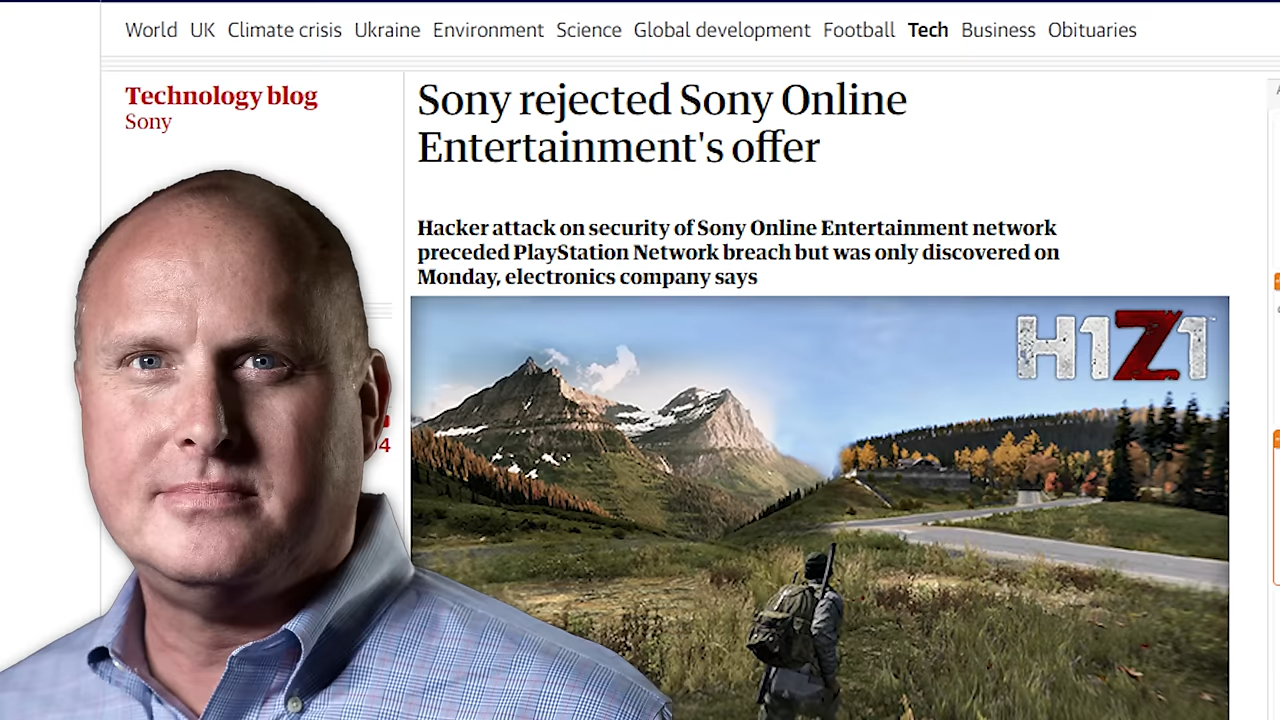 World UK Climate crisis Ukraine Environment Science Global development Football Tech Business Obituaries
Technology blog
Sony
Sony rejected Sony Online
Entertainment's offer
Hacker attack on security of Sony Online Entertainment network
preceded PlayStation Network breach but was only discovered on
Monday, electronics company says
H1Z1
4